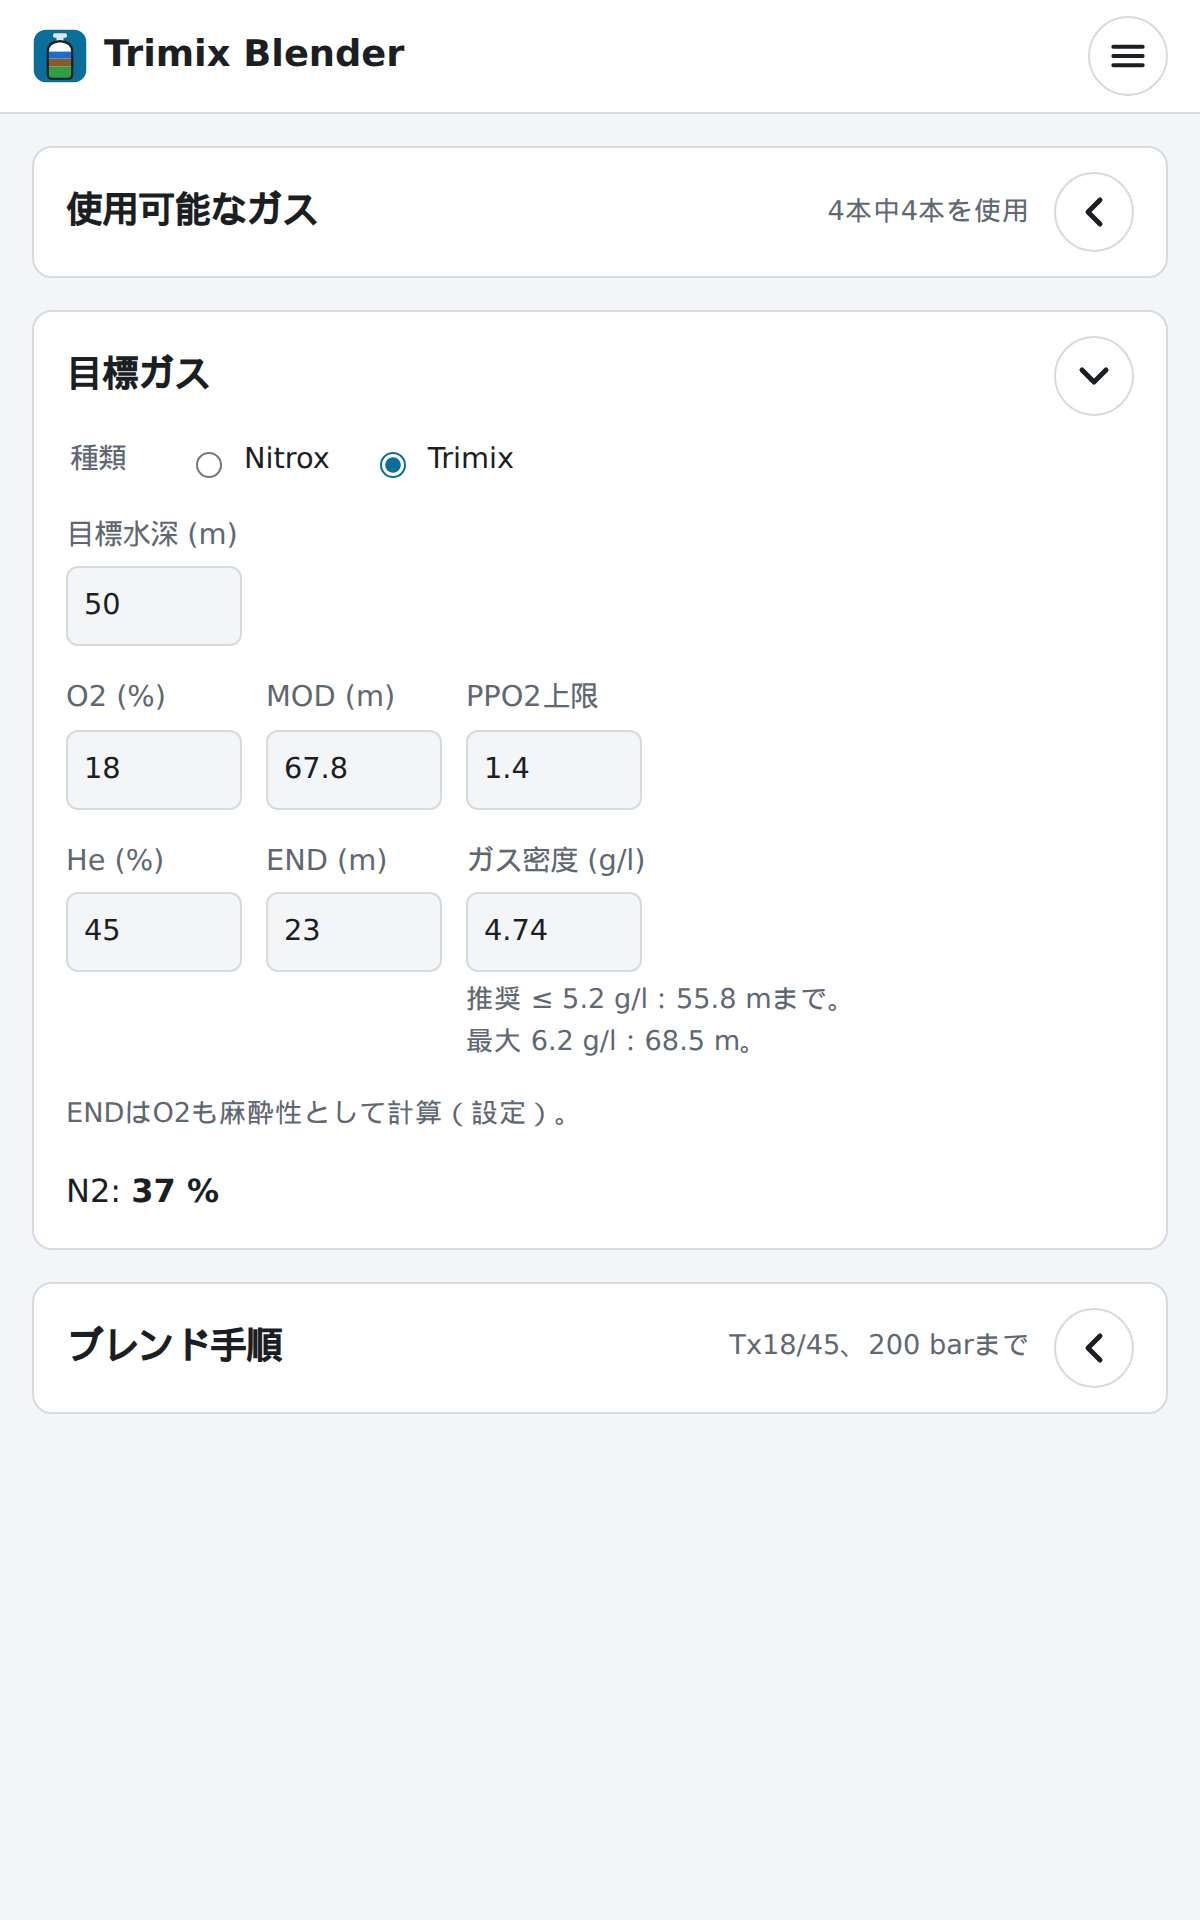 Trimix Blender
使用可能なガス 4本中4本を使用
目標ガス
種類 Nitrox Trimix
目標水深 (m)
50
O2 (%) MOD (m) PPO2上限
18 67.8 1.4
He (%) END (m) ガス密度 (g/l)
45 23 4.74
推奨 ≤ 5.2 g/l：55.8 mまで。
最大 6.2 g/l：68.5 m。
ENDはO2も麻酔性として計算（設定）。
N2: 37 %
ブレンド手順 Tx18/45、200 barまで